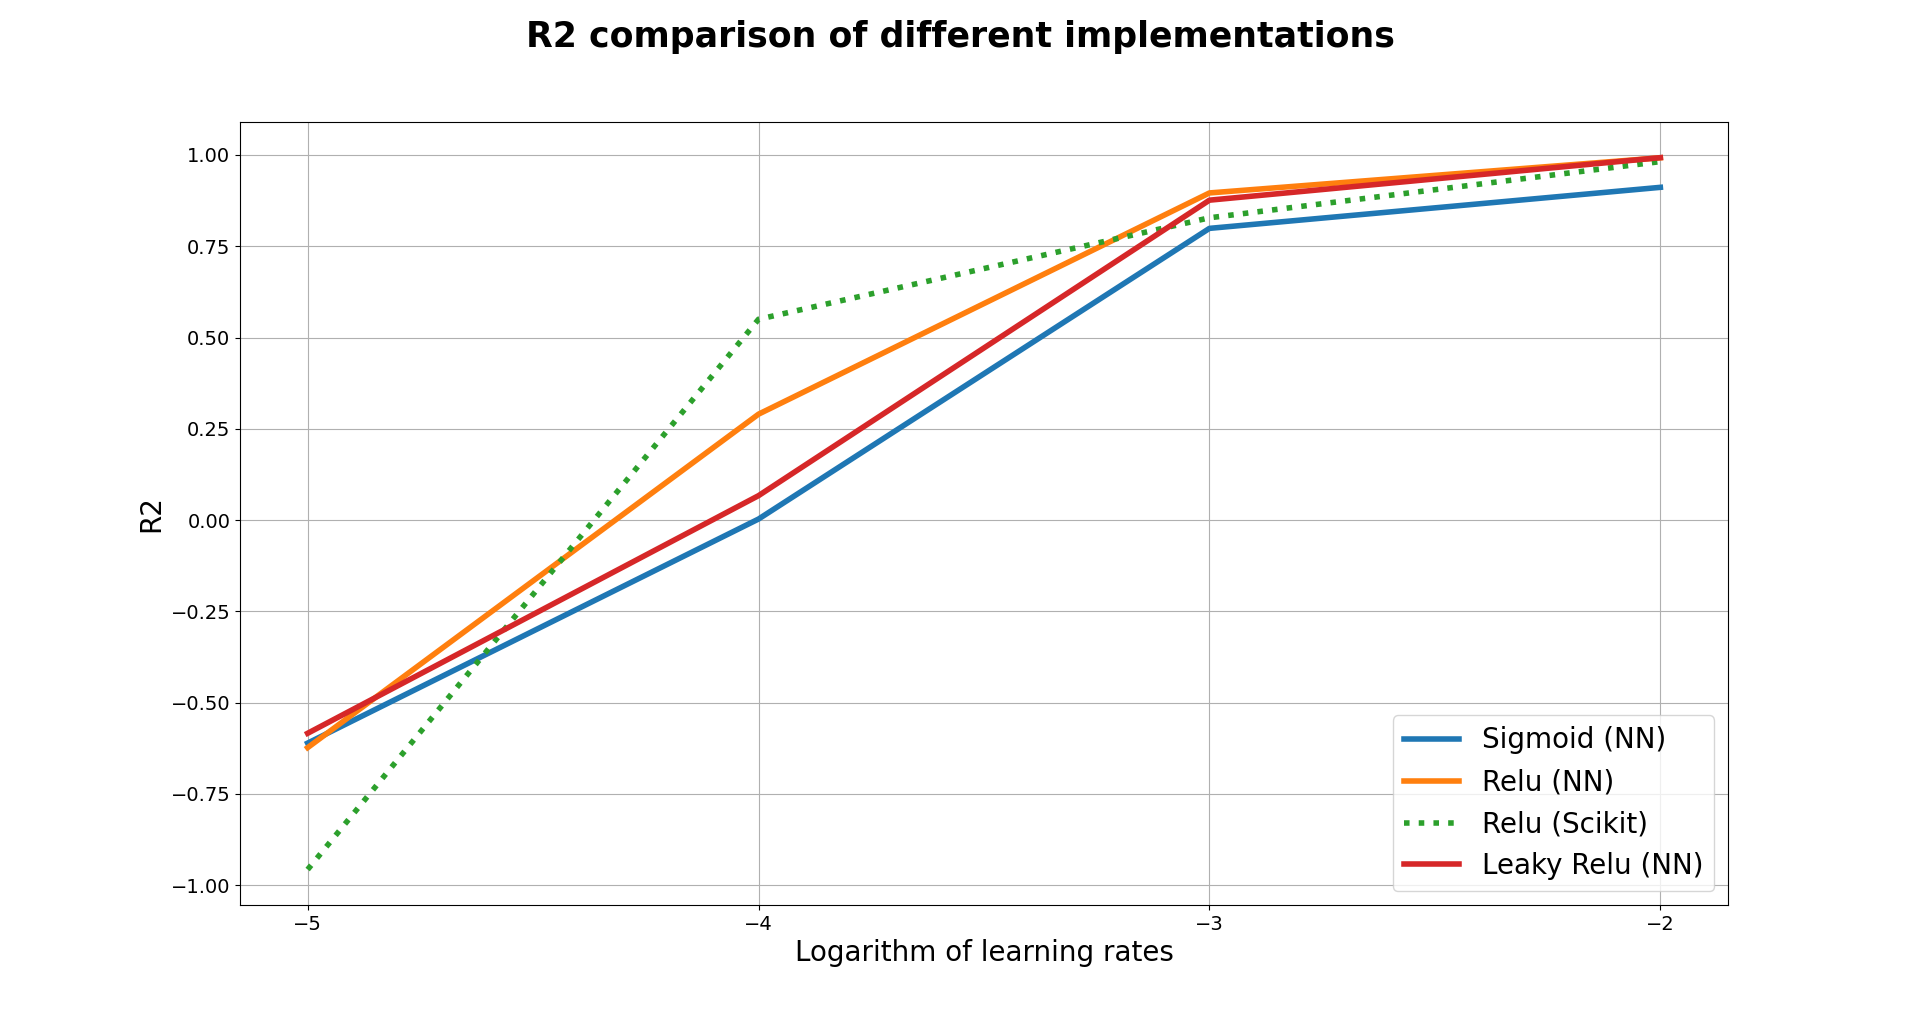 R2 comparison of different implementations
1.00
0.75
0.50
0.25
0.00
−0.25
−0.50
−0.75
−1.00
R2
−5
−4
−3
−2
Logarithm of learning rates
Sigmoid (NN)
Relu (NN)
Relu (Scikit)
Leaky Relu (NN)